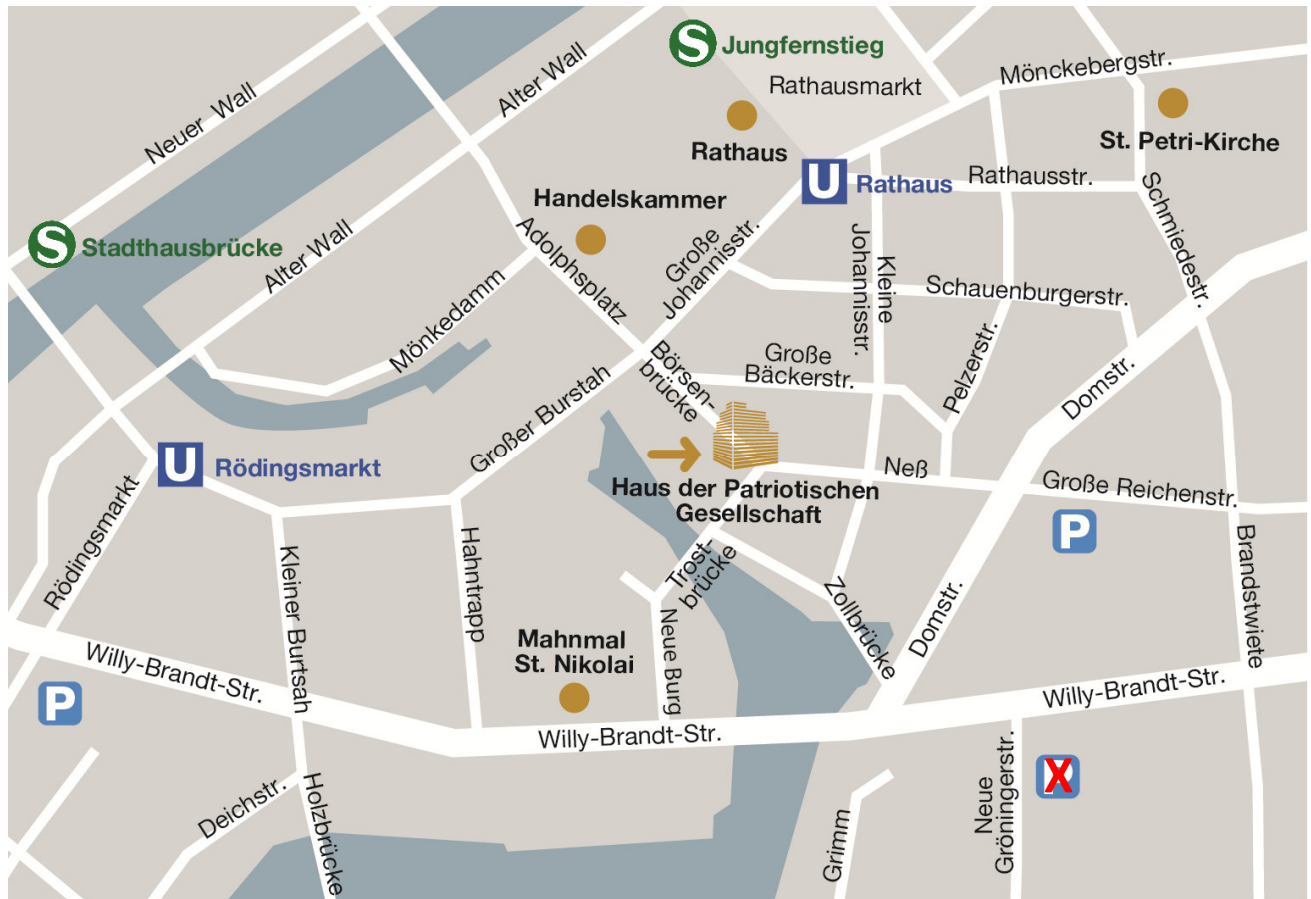 S Jungfernstieg
Mönckebergstr.
Rathausmarkt
Alter Wall
Neuer Wall
Rathaus
St. Petri-Kirche
U Rathaus
Rathausstr.
Handelskammer
Schmiedestr.
S Stadthausbrücke
Alter Wall
Adolphsplatz
Große
Johannisstr.
Kleine
Johannisstr.
Schauenburgerstr.
Mönkedamm
Börsen-
brücke
Große
Bäckerstr.
Pelzerstr.
Domstr.
Großer Burstah
U Rödingsmarkt
Neß
Große Reichenstr.
Haus der Patriotischen
Gesellschaft
P
Rödingsmarkt
Kleiner Burtsah
Hahntrapp
Trost-
brücke
Zollbrücke
Domstr.
Brandstwiete
Mahnmal
St. Nikolai
Neue Burg
Willy-Brandt-Str.
P
Willy-Brandt-Str.
Willy-Brandt-Str.
Deichstr.
Holzbrücke
Grimm
Neue
Gröningerstr.
P X